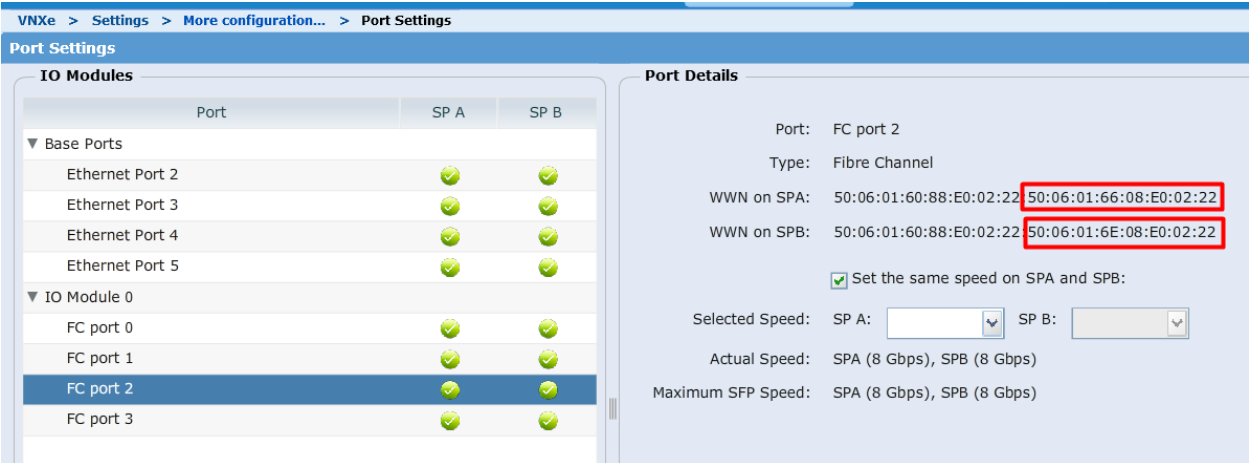 VNXe > Settings > More configuration... > Port Settings
Port Settings
IO Modules
Port SP A SP B
Base Ports
Ethernet Port 2
Ethernet Port 3
Ethernet Port 4
Ethernet Port 5
IO Module 0
FC port 0
FC port 1
FC port 2
FC port 3
Port Details
Port: FC port 2
Type: Fibre Channel
WWN on SPA: 50:06:01:60:88:E0:02:22:50:06:01:66:08:E0:02:22
WWN on SPB: 50:06:01:60:88:E0:02:22:50:06:01:6E:08:E0:02:22
Set the same speed on SPA and SPB:
Selected Speed: SP A: SP B:
Actual Speed: SPA (8 Gbps), SPB (8 Gbps)
Maximum SFP Speed: SPA (8 Gbps), SPB (8 Gbps)